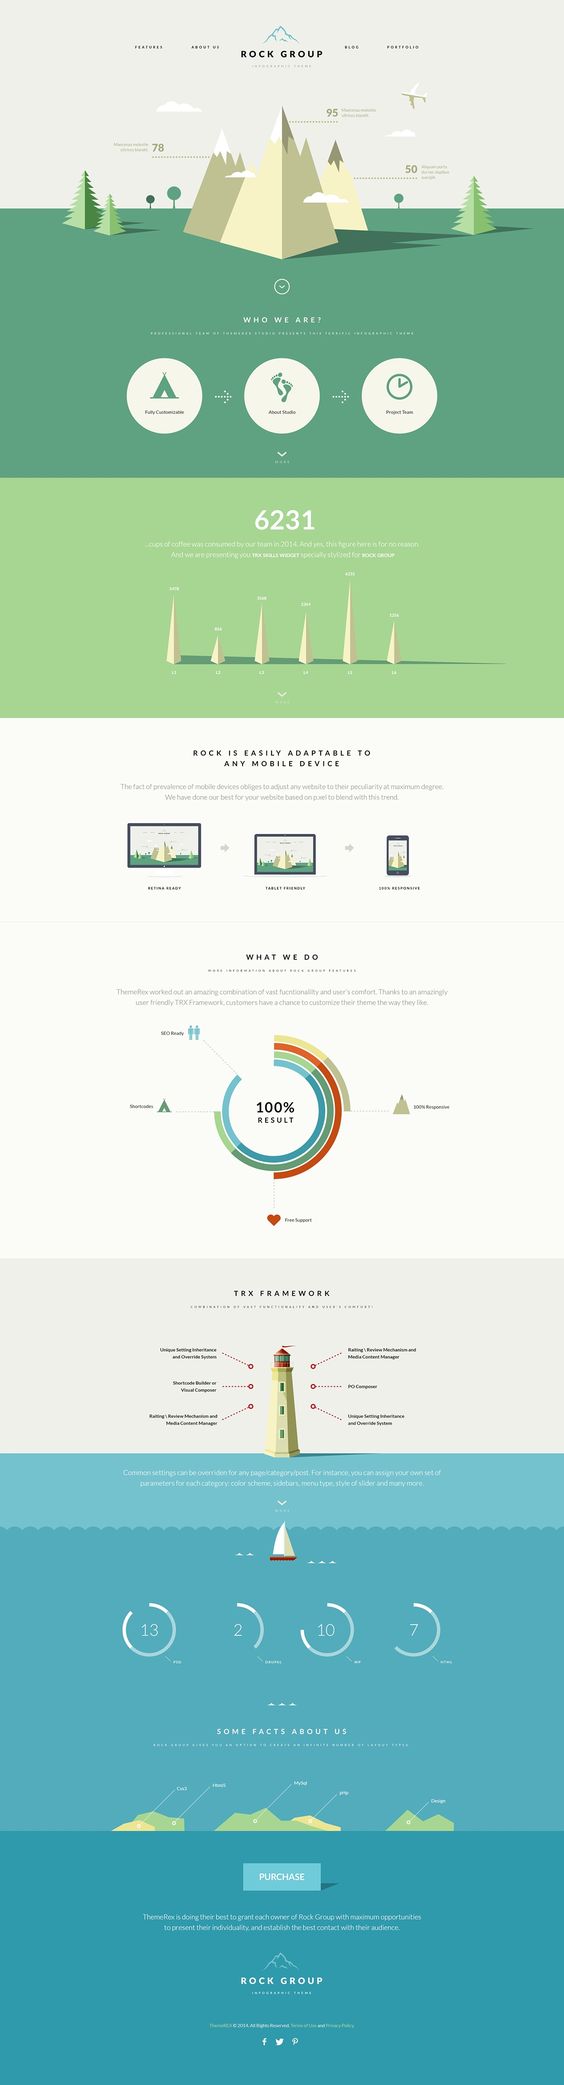 FEATURES
ABOUT US
ROCK GROUP
INFOGRAPHIC THEME
BLOG
PORTFOLIO
95
78
50
WHO WE ARE?
PROFESSIONAL TEAM OF THEMEREX STUDIO PRESENTS THIS TERRIFIC INFOGRAPHIC THEME
Fully Customizable
About Studio
Project Team
MORE
6231
...cups of coffee was consumed by our team in 2014. And yes, this figure here is for no reason.
And we are presenting you TRX SKILLS WIDGET specially stylized for ROCK GROUP
MORE
ROCK IS EASILY ADAPTABLE TO
ANY MOBILE DEVICE
The fact of prevalence of mobile devices obliges to adjust any website to their peculiarity at maximum degree.
We have done our best for your website based on p.xel to blend with this trend.
RETINA READY
TABLET FRIENDLY
100% RESPONSIVE
WHAT WE DO
MORE INFORMATION ABOUT ROCK GROUP FEATURES
ThemeRex worked out an amazing combination of vast fucntionality and user's comfort. Thanks to an amazingly
user friendly TRX Framework, customers have a chance to customize their theme the way they like.
SEO Ready
Shortcodes
100%
RESULT
100% Responsive
Free Support
TRX FRAMEWORK
COMBINATION OF VAST FUNCTIONALITY AND USER'S COMFORT!
Unique Setting Inheritance
and Override System
Raiting \ Review Mechanism and
Media Content Manager
Shortcode Builder or
Visual Composer
PO Composer
Raiting \ Review Mechanism and
Media Content Manager
Unique Setting Inheritance
and Override System
Common settings can be overriden for any page/category/post. For instance, you can assign your own set of
parameters for each category: color scheme, sidebars, menu type, style of slider and many more.
MORE
13
PSD
2
DRUPAL
10
WP
7
HTML
SOME FACTS ABOUT US
ROCK GROUP GIVES YOU AN OPTION TO CREATE AN INFINITE NUMBER OF LAYOUT TYPES
Css3
Html5
MySql
php
Design
PURCHASE
ThemeRex is doing their best to grant each owner of Rock Group with maximum opportunities
to present their individuality, and establish the best contact with their audience.
ROCK GROUP
INFOGRAPHIC THEME
ThemeREX © 2014. All Rights Reserved. Terms of Use and Privacy Policy.